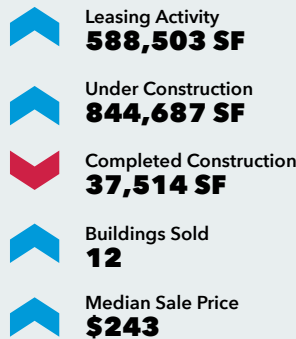 Leasing Activity
588,503 SF
Under Construction
844,687 SF
Completed Construction
37,514 SF
Buildings Sold
12
Median Sale Price
$243